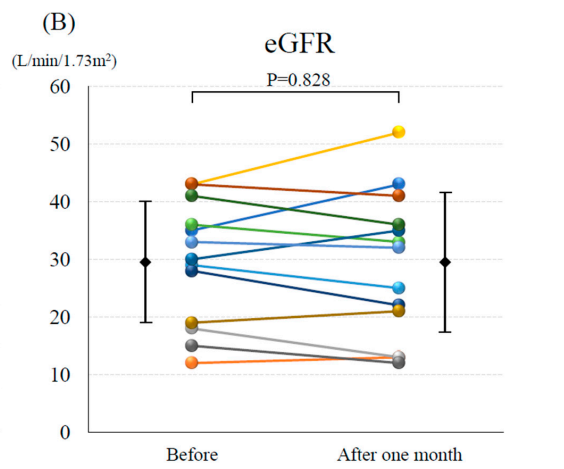 (B)
eGFR
(L/min/1.73m²)
P=0.828
60
50
40
30
20
10
0
Before After one month